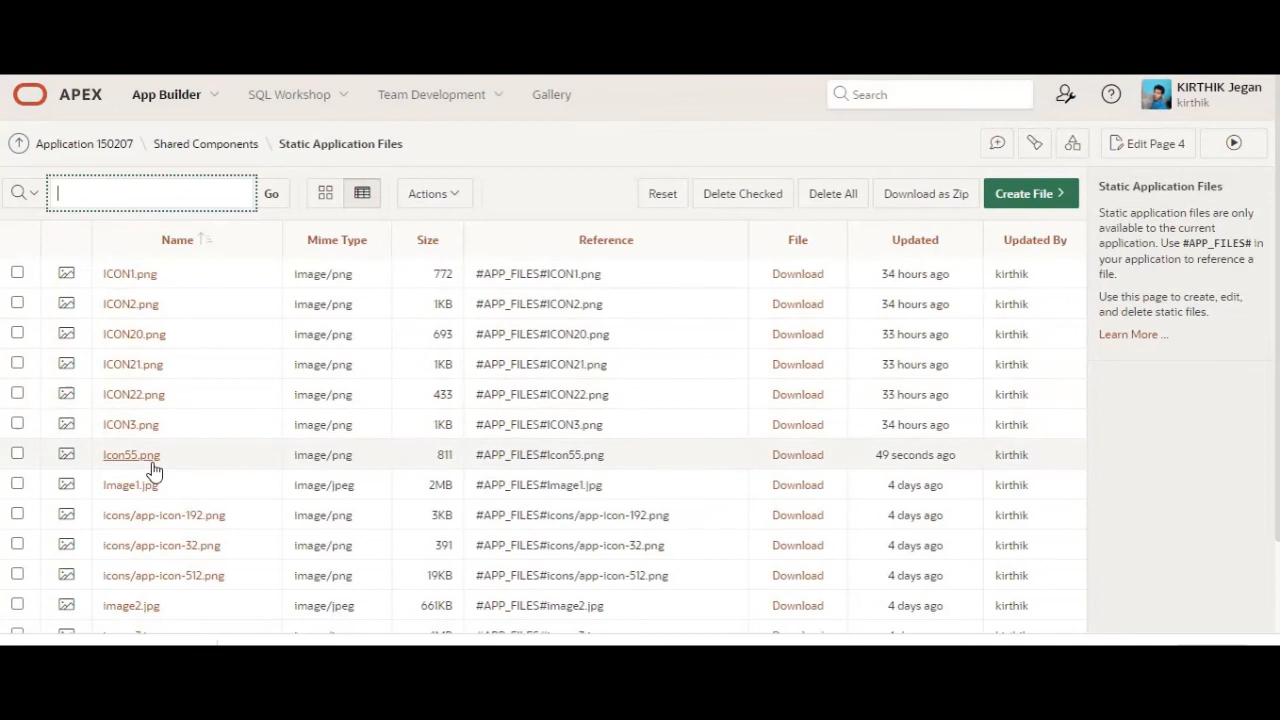 APEX App Builder SQL Workshop Team Development Gallery Search KIRTHIK Jegan
kirthik
Application 150207 \ Shared Components \ Static Application Files Edit Page 4
Go Actions Reset Delete Checked Delete All Download as Zip Create File
Name Mime Type Size Reference File Updated Updated By
ICON1.png image/png 772 #APP_FILES#ICON1.png Download 34 hours ago kirthik
ICON2.png image/png 1KB #APP_FILES#ICON2.png Download 34 hours ago kirthik
ICON20.png image/png 693 #APP_FILES#ICON20.png Download 33 hours ago kirthik
ICON21.png image/png 1KB #APP_FILES#ICON21.png Download 33 hours ago kirthik
ICON22.png image/png 433 #APP_FILES#ICON22.png Download 33 hours ago kirthik
ICON3.png image/png 1KB #APP_FILES#ICON3.png Download 34 hours ago kirthik
Icon55.png image/png 811 #APP_FILES#Icon55.png Download 49 seconds ago kirthik
Image1.jpg image/jpeg 2MB #APP_FILES#Image1.jpg Download 4 days ago kirthik
icons/app-icon-192.png image/png 3KB #APP_FILES#icons/app-icon-192.png Download 4 days ago kirthik
icons/app-icon-32.png image/png 391 #APP_FILES#icons/app-icon-32.png Download 4 days ago kirthik
icons/app-icon-512.png image/png 19KB #APP_FILES#icons/app-icon-512.png Download 4 days ago kirthik
image2.jpg image/jpeg 661KB #APP_FILES#image2.jpg Download 4 days ago kirthik
Static Application Files
Static application files are only
available to the current
application. Use #APP_FILES# in
your application to reference a
file.
Use this page to create, edit,
and delete static files.
Learn More ...